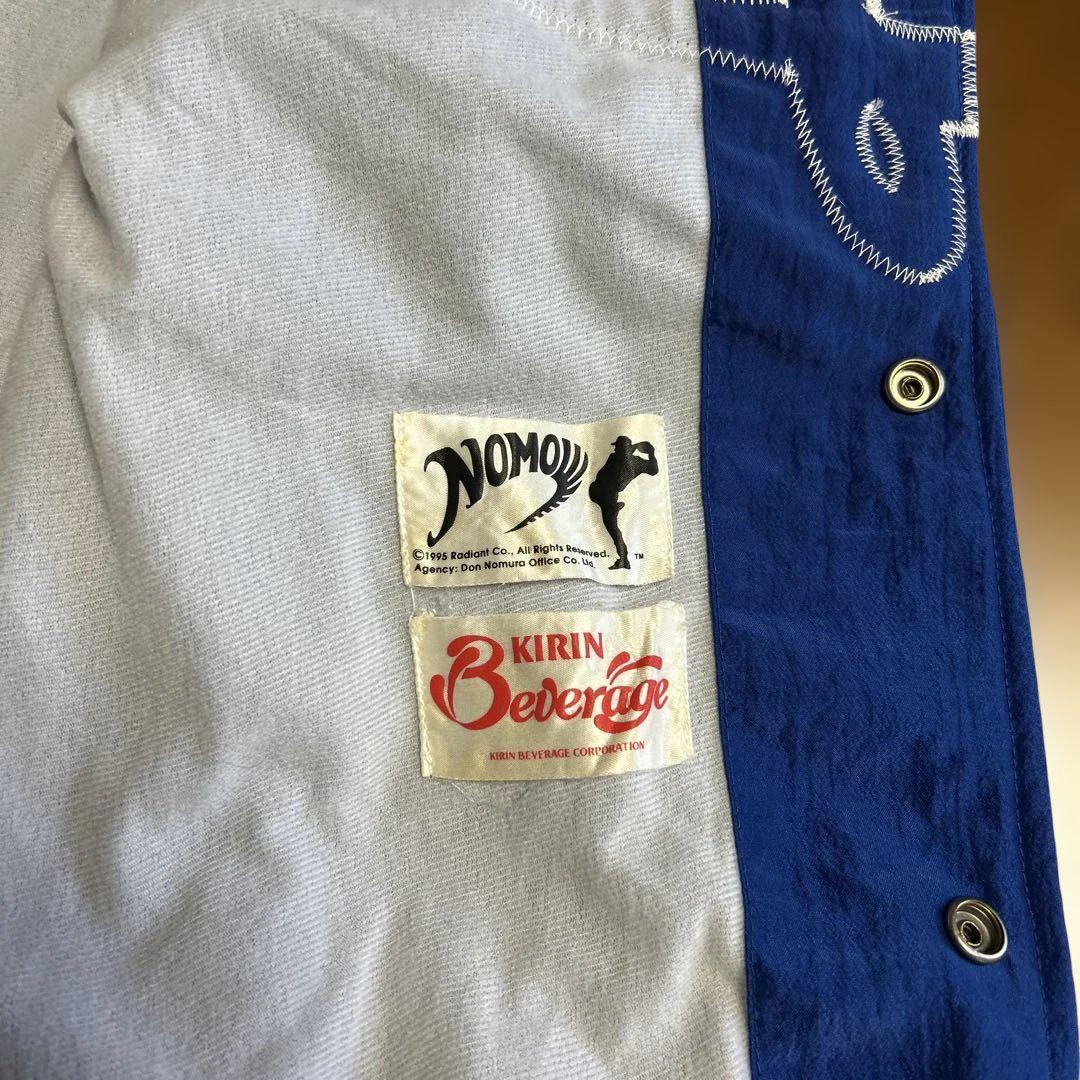 NOMO
©1995 Radiant Co., All Rights Reserved.
Agency: Don Nomura Office Co. Ltd.
TM
KIRIN
Beverage
KIRIN BEVERAGE CORPORATION